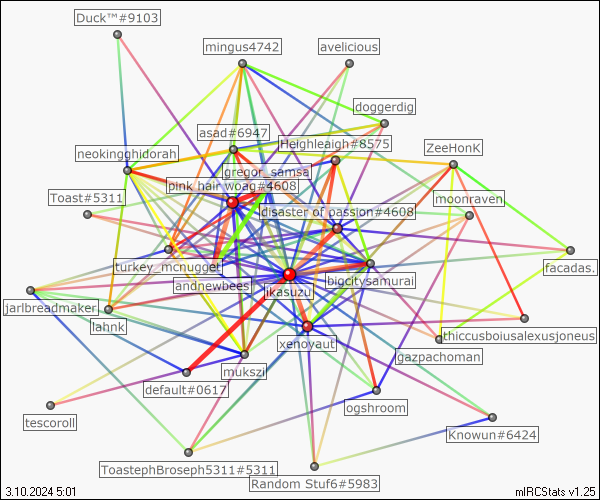 Duck™#9103
mingus4742
avelicious
doggerdig
asad#6947
Heighleaigh#8575
neokingghidorah
ZeeHonK
gregor_samsa
pink hair woag#4608
Toast#5311
moonraven
disaster of passion#4608
turkey_mcnugget
facadas.
andnewbees
bigcitysamurai
jikasuzu
jarlbreadmaker
lahnk
thiccusboiusalexusjoneus
xenoyaut
gazpachoman
mukszi
default#0617
ogshroom
tescoroll
Knowun#6424
ToastephBroseph5311#5311
Random Stuf6#5983
3.10.2024 5:01
mIRCStats v1.25